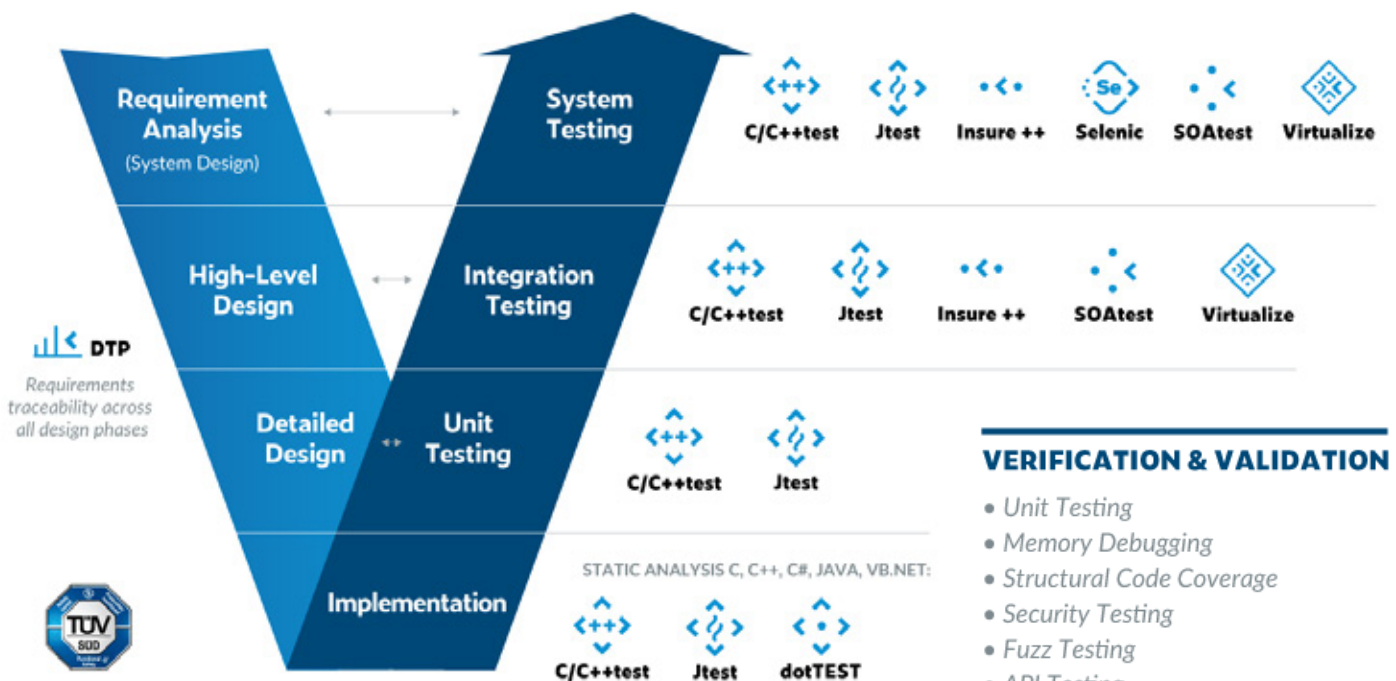 Requirement
Analysis
(System Design)
System
Testing
<++>
Se
C/C++test
Jtest
Insure ++
Selenic
SOAtest
Virtualize
High-Level
Design
Integration
Testing
<++>
C/C++test
Jtest
Insure ++
SOAtest
Virtualize
DTP
Requirements
traceability across
all design phases
Detailed
Design
Unit
Testing
<++>
C/C++test
Jtest
VERIFICATION & VALIDATION
• Unit Testing
• Memory Debugging
• Structural Code Coverage
• Security Testing
• Fuzz Testing
• API Testing
Implementation
STATIC ANALYSIS C, C++, C#, JAVA, VB.NET:
<++>
C/C++test
Jtest
dotTEST
TÜV
SÜD